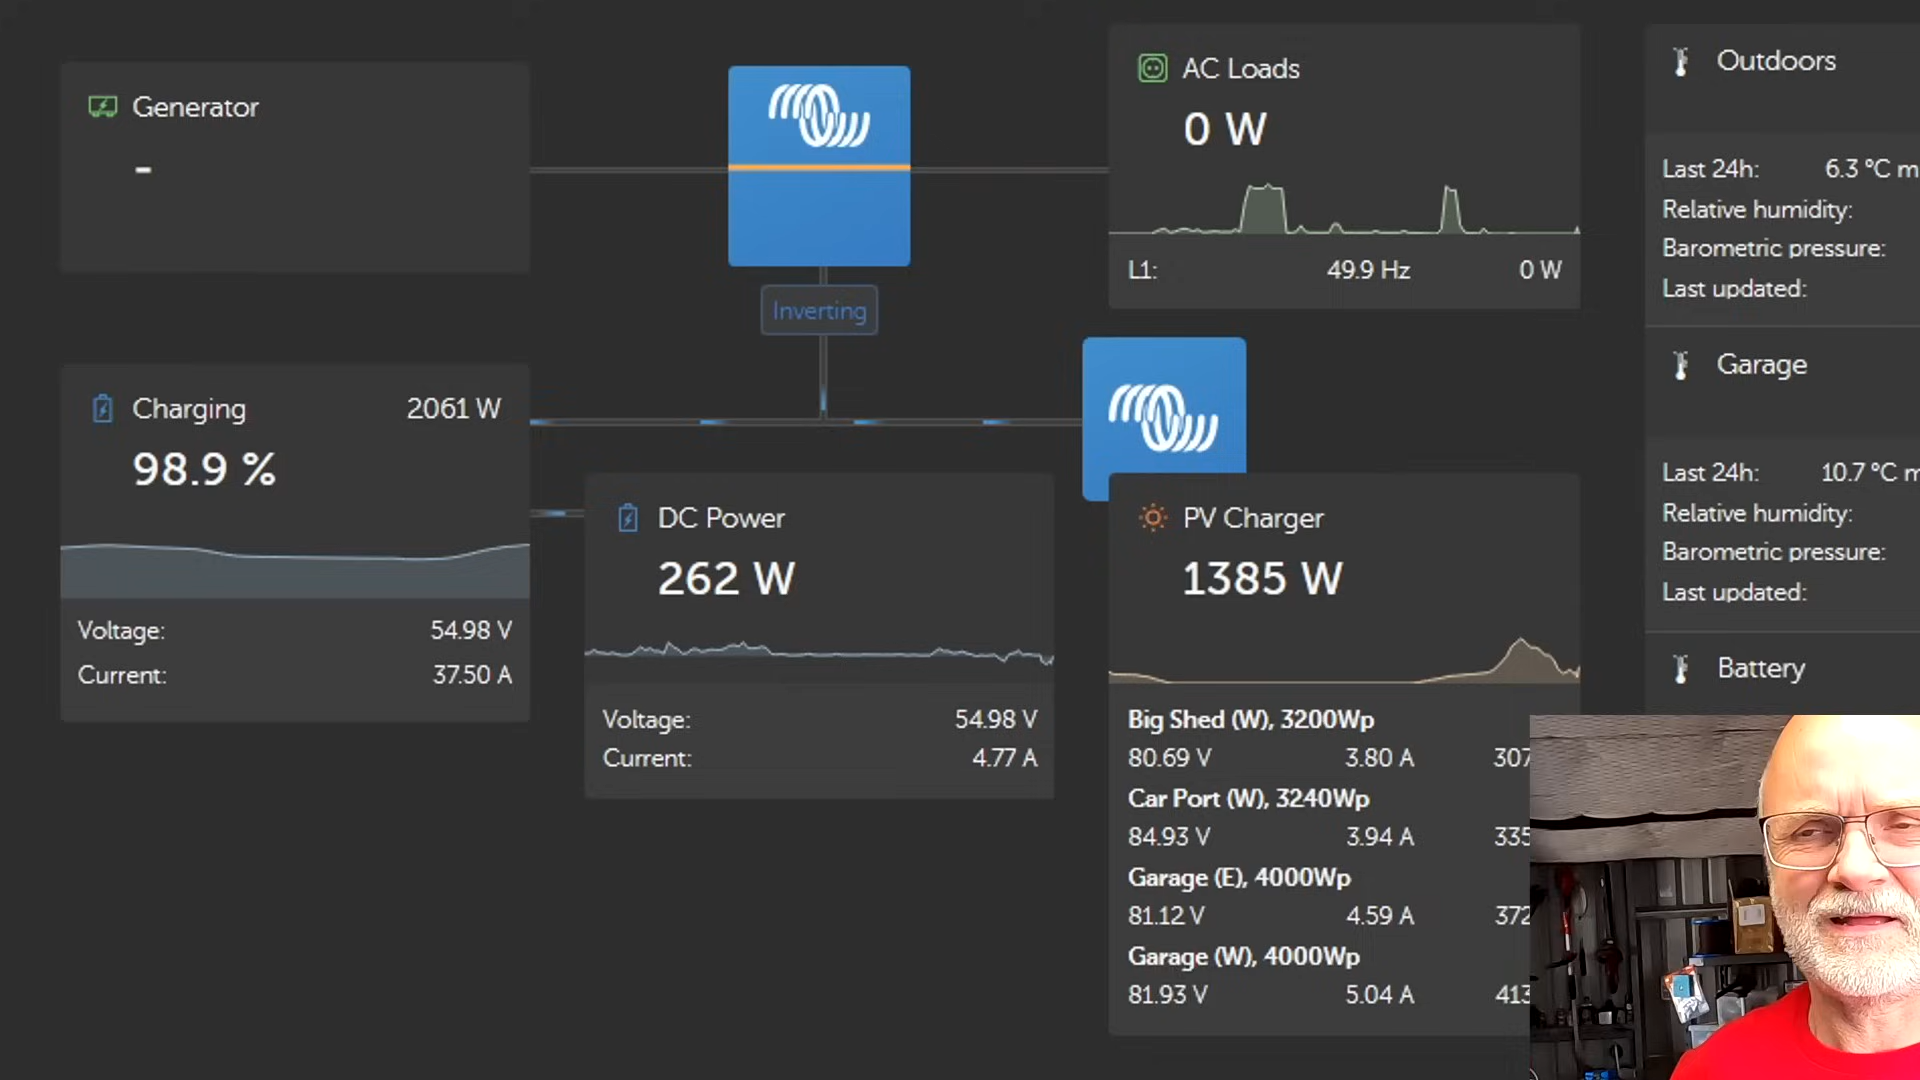 Generator
-
Inverting
AC Loads
0 W
L1: 49.9 Hz 0 W
Charging 2061 W
98.9 %
Voltage: 54.98 V
Current: 37.50 A
DC Power
262 W
Voltage: 54.98 V
Current: 4.77 A
PV Charger
1385 W
Big Shed (W), 3200Wp
80.69 V 3.80 A 307
Car Port (W), 3240Wp
84.93 V 3.94 A 335
Garage (E), 4000Wp
81.12 V 4.59 A 372
Garage (W), 4000Wp
81.93 V 5.04 A 413
Outdoors
Last 24h: 6.3 °C m
Relative humidity:
Barometric pressure:
Last updated:
Garage
Last 24h: 10.7 °C m
Relative humidity:
Barometric pressure:
Last updated:
Battery